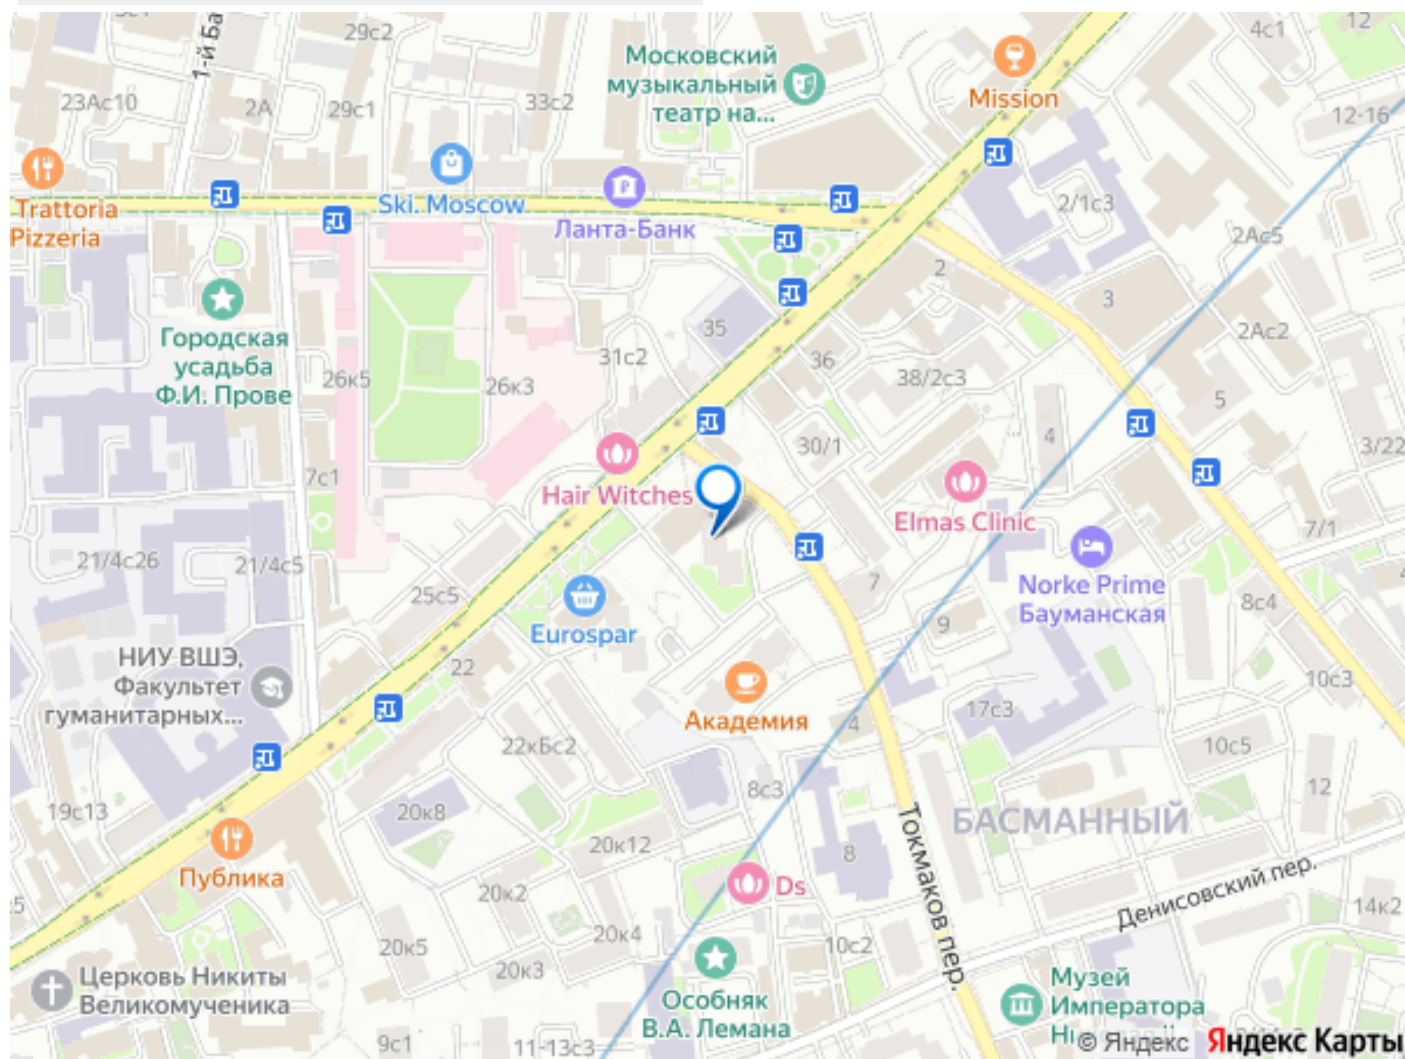 29с2
12
4с1
1-й Ба
Московский
музыкальный
театр на...
Mission
23Ас10
2А
29с1
33с2
12-16
Trattoria
Pizzeria
Ski. Moscow
Ланта-Банк
2/1с3
2Ас5
2
3
Городская
усадьба
Ф.И. Прове
35
31с2
36
2Ас2
26к5
26к3
38/2с3
5
4
30/1
3/22
7с1
Hair Witches
Elmas Clinic
7/1
21/4с26
21/4с5
25с5
7
Norke Prime
Бауманская
8с4
Eurospar
9
НИУ ВШЭ,
Факультет
гуманитарных...
22
10с3
Академия
4
17с3
22кБс2
10с5
12
8с3
19с13
20к8
БАСМАННЫЙ
20к12
8
Токмаков пер.
Публика
Ds
Денисовский пер.
5
20к2
14к2
20к4
20к5
10с2
20к3
Церковь Никиты
Великомученика
Особняк
В.А. Лемана
Музей
Императора
9с1
11-13с3
© Яндекс
Яндекс Карты